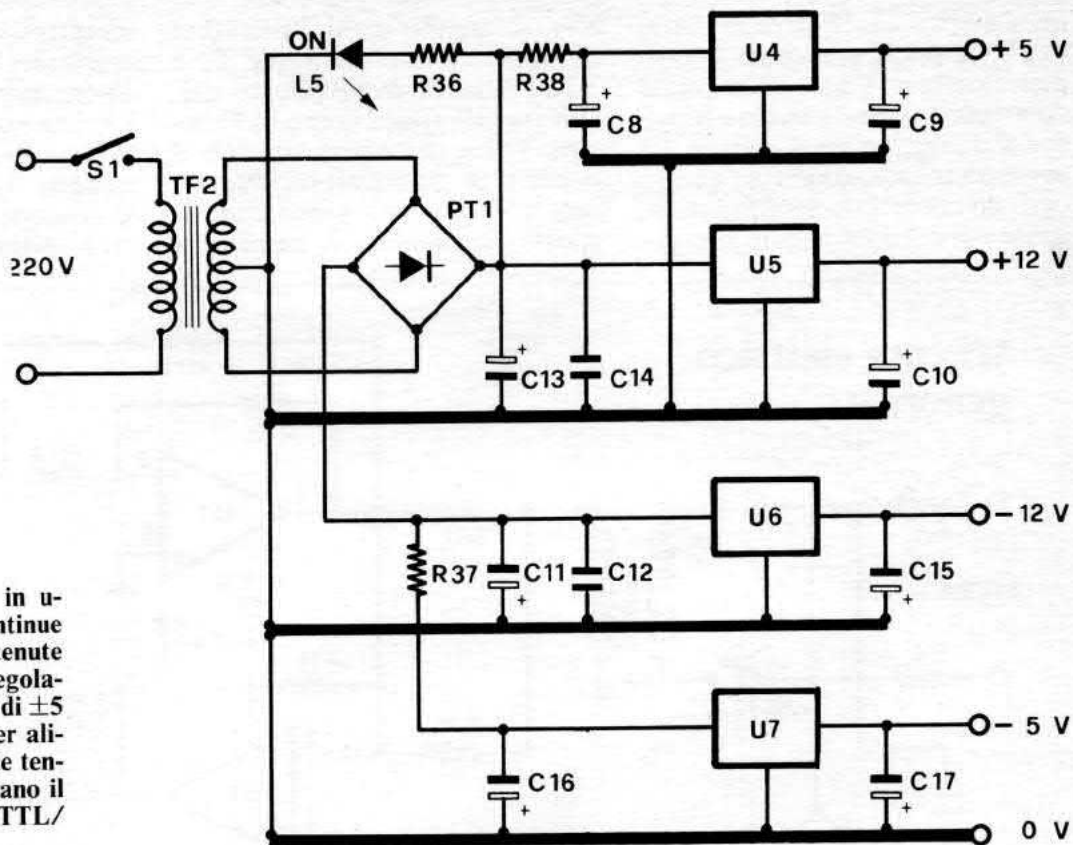 ON
L5
R36
R38
+
C8
U4
+
C9
+ 5 V
S1
TF2
PT1
220 V
+
C13
C14
U5
+
C10
+ 12 V
R37
C11
+
C12
U6
C15
+
- 12 V
in u-
ntinue
tenute
egola-
di ±5
er ali-
e ten-
ano il
TTL/
C16
+
U7
C17
+
- 5 V
0 V